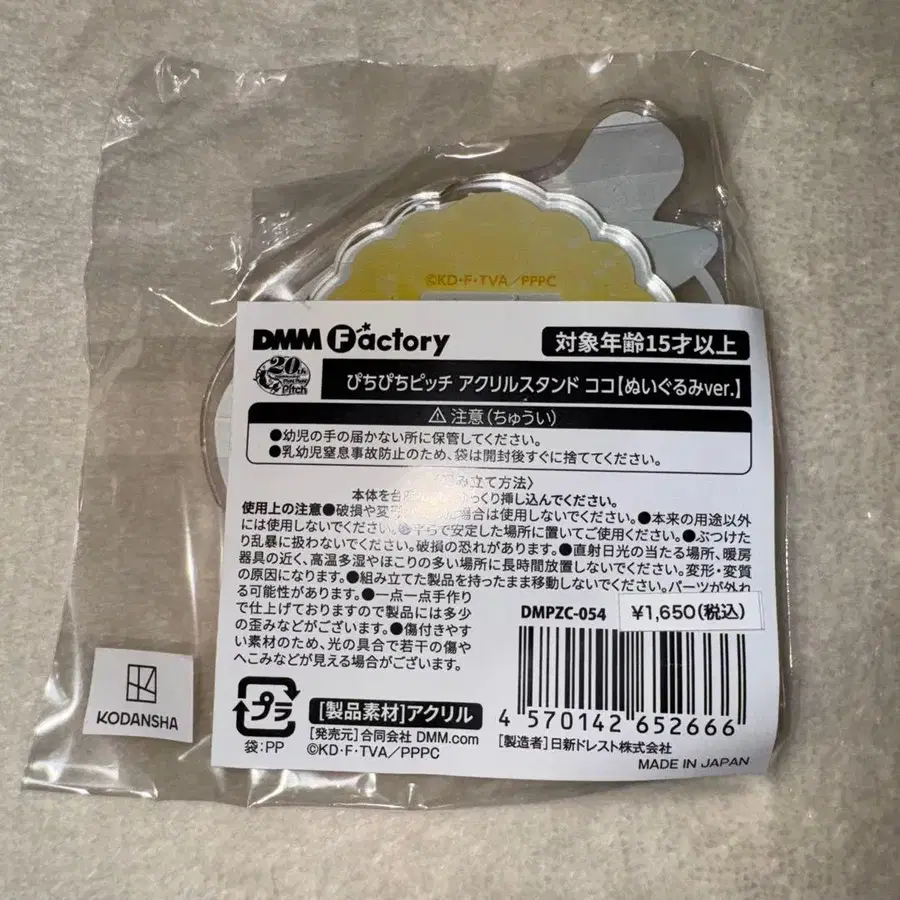 ©KD・F・TVA／PPPC
DMM Factory
対象年齢15才以上
20th
Pitch
ぴちぴちピッチ アクリルスタンド ココ【ぬいぐるみver.】
⚠注意(ちゅうい)
●幼児の手の届かない所に保管してください。
●乳幼児窒息事故防止のため、袋は開封後すぐに捨ててください。
み立て方法〉
本体を台 っくり挿し込んでください。
使用上の注意●破損や変形 場合は使用しないでください。●本来の用途以外
には使用しないでください。●平らで安定した場所に置いてご使用ください。●ぶつけた
り乱暴に扱わないでください。破損の恐れがあります。●直射日光の当たる場所、暖房
器具の近く、高温多湿やほこりの多い場所に長時間放置しないでください。変形・変質
の原因になります。●組み立てた製品を持ったまま移動しないでください。パーツが外れ
る可能性があります。●一点一点手作り
で仕上げておりますので製品には多少
の歪みなどがございます。●傷付きやす
い素材のため、光の具合で若干の傷や
へこみなどが見える場合がございます。
DMPZC-054
¥1,650(税込)
4 570142 652666
プラ
袋:PP
[製品素材]アクリル
[発売元]合同会社DMM.com
©KD・F・TVA/PPPC
[製造者]日新ドレスト株式会社
MADE IN JAPAN
KODANSHA